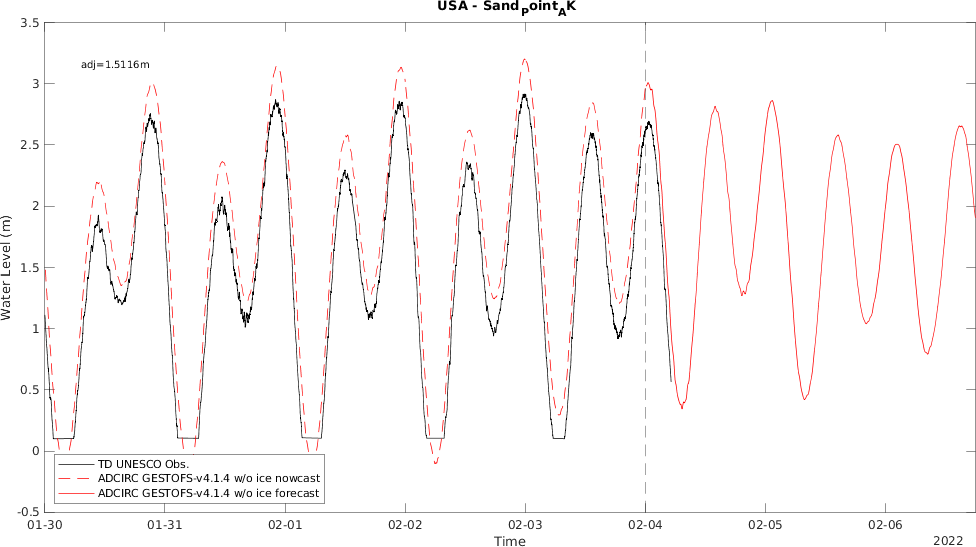 USA - SandPointAK
3.5
adj=1.5116m
3
2.5
2
1.5
1
0.5
0
-0.5
Water Level (m)
TD UNESCO Obs.
ADCIRC GESTOFS-v4.1.4 w/o ice nowcast
ADCIRC GESTOFS-v4.1.4 w/o ice forecast
01-30 01-31 02-01 02-02 02-03 02-04 02-05 02-06
Time
2022